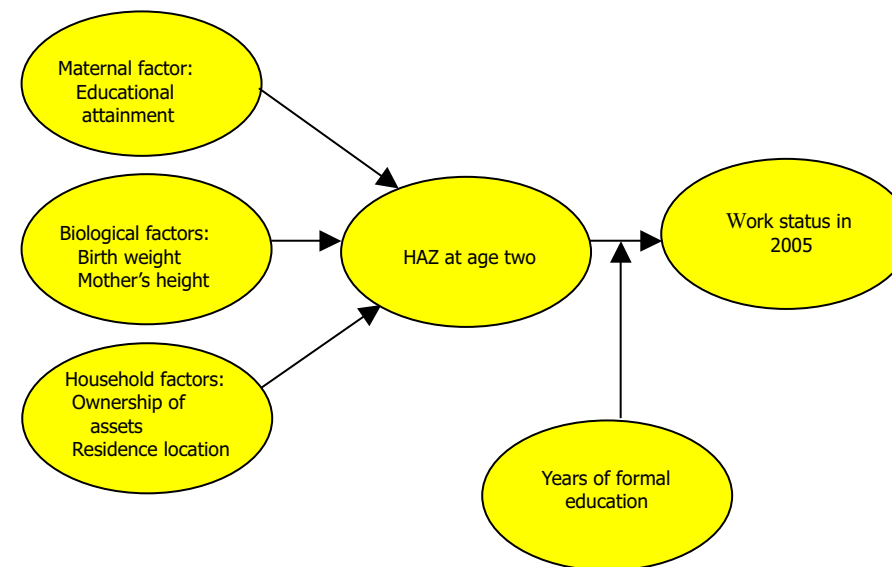 Maternal factor:
Educational
attainment
Biological factors:
Birth weight
Mother’s height
Household factors:
Ownership of
assets
Residence location
HAZ at age two
Work status in
2005
Years of formal
education